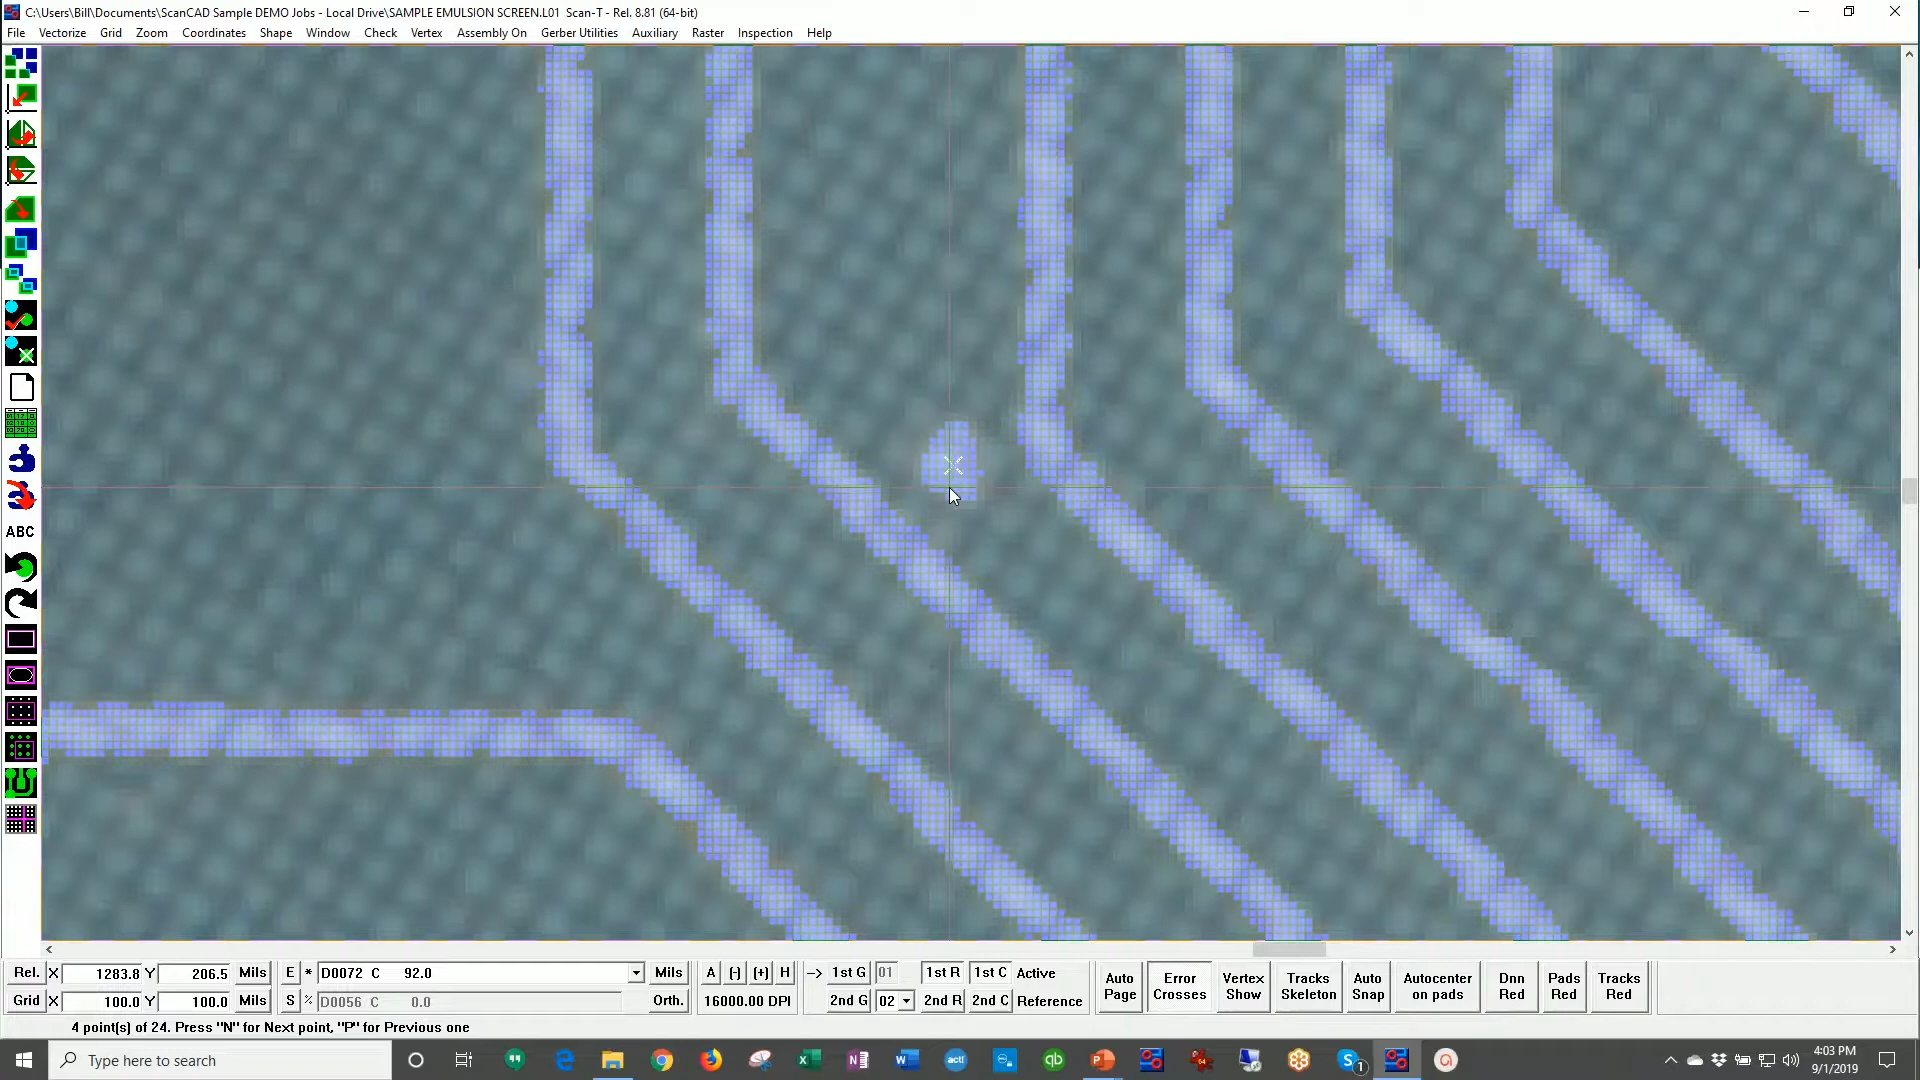 C:\Users\Bill\Documents\ScanCAD Sample DEMO Jobs - Local Drive\SAMPLE EMULSION SCREEN.L01 Scan-T - Rel. 8.81 (64-bit)
File Vectorize Grid Zoom Coordinates Shape Window Check Vertex Assembly On Gerber Utilities Auxiliary Raster Inspection Help
ABC
Rel. X 1283.8 Y 206.5 Mils E * D0072 C 92.0 Mils A (-) (+) H -> 1st G 01 1st R 1st C Active
Grid X 100.0 Y 100.0 Mils S % D0056 C 0.0 Orth. 16000.00 DPI 2nd G 02 2nd R 2nd C Reference
Auto Page Error Crosses Vertex Show Tracks Skeleton Auto Snap Autocenter on pads Dnn Red Pads Red Tracks Red
4 point(s) of 24. Press "N" for Next point, "P" for Previous one
Type here to search
act!
qb
4:03 PM
9/1/2019